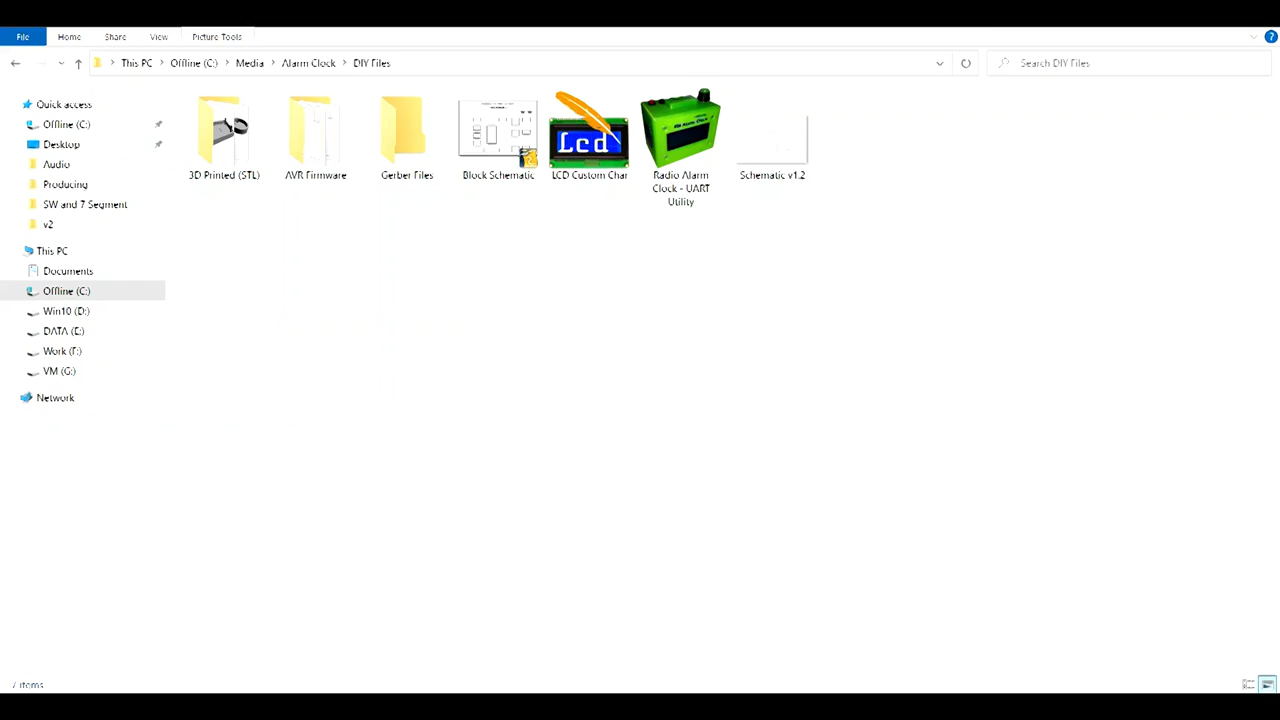 File Home Share View Picture Tools
This PC Offline (C:) Media Alarm Clock DIY Files
Search DIY Files
Quick access
Offline (C:)
Desktop
Audio
Producing
SW and 7 Segment
v2
This PC
Documents
Offline (C:)
Win10 (D:)
DATA (E:)
Work (F:)
VM (G:)
Network
Lcd
3D Printed (STL) AVR Firmware Gerber Files Block Schematic LCD Custom Char Radio Alarm Clock - UART Utility Schematic v1.2
7 items